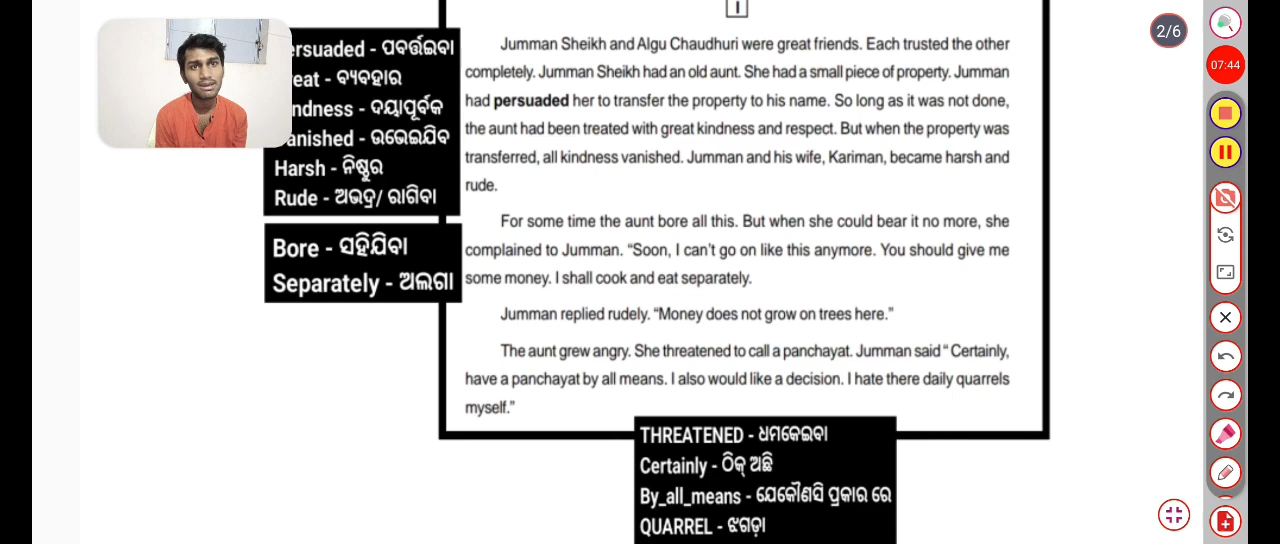 1
ersuaded - ପବର୍ତ୍ତଇବା
reat - ବ୍ୟବହାର
ndness - ଦୟାପୂର୍ବକ
anished - ଉଭେଇଯିବ
Harsh - ନିଷ୍ଠୁର
Rude - ଅଭଦ୍ର/ ରାଗିବା
Bore - ସହିଯିବା
Separately - ଅଲଗା
Jumman Sheikh and Algu Chaudhuri were great friends. Each trusted the other
completely. Jumman Sheikh had an old aunt. She had a small piece of property. Jumman
had persuaded her to transfer the property to his name. So long as it was not done,
the aunt had been treated with great kindness and respect. But when the property was
transferred, all kindness vanished. Jumman and his wife, Kariman, became harsh and
rude.
For some time the aunt bore all this. But when she could bear it no more, she
complained to Jumman. “Soon, I can’t go on like this anymore. You should give me
some money. I shall cook and eat separately.
Jumman replied rudely. “Money does not grow on trees here.”
The aunt grew angry. She threatened to call a panchayat. Jumman said “ Certainly,
have a panchayat by all means. I also would like a decision. I hate there daily quarrels
myself.”
THREATENED - ଧମକେଇବା
Certainly - ଠିକ୍ ଅଛି
By_all_means - ଯେକୌଣସି ପ୍ରକାର ରେ
QUARREL - ଝଗଡ଼ା
2/6
07:44